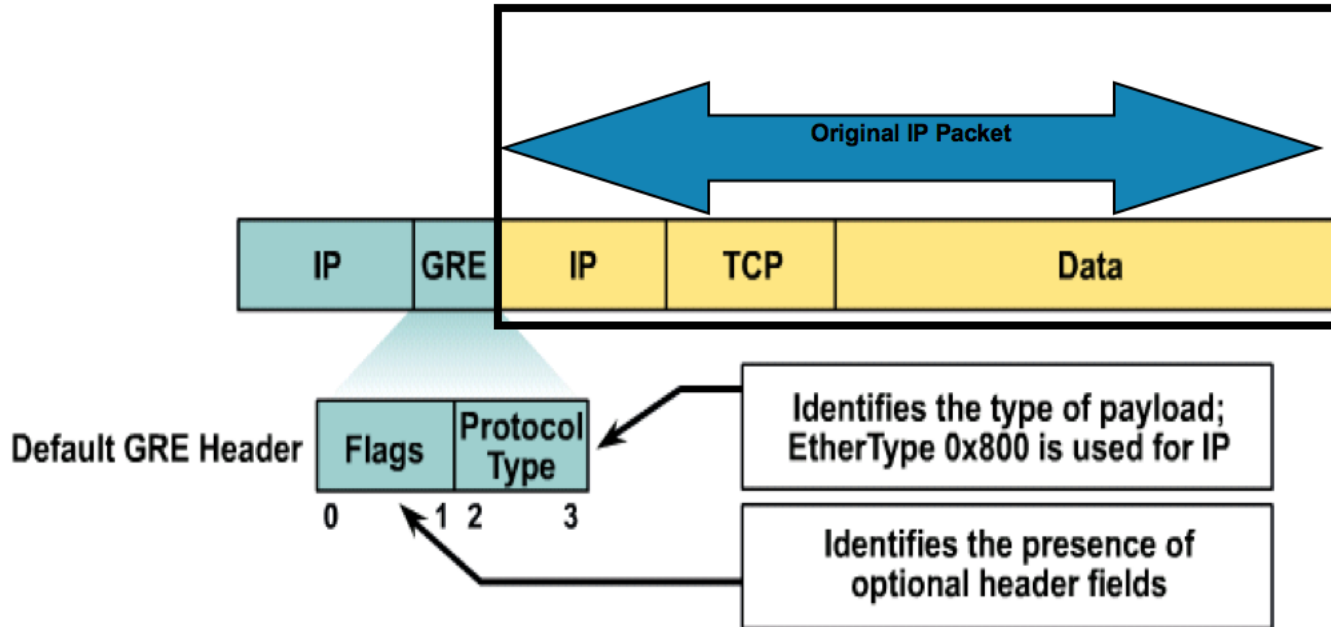 Original IP Packet
IP GRE IP TCP Data
Default GRE Header
Flags
Protocol
Type
0 1 2 3
Identifies the type of payload;
EtherType 0x800 is used for IP
Identifies the presence of
optional header fields